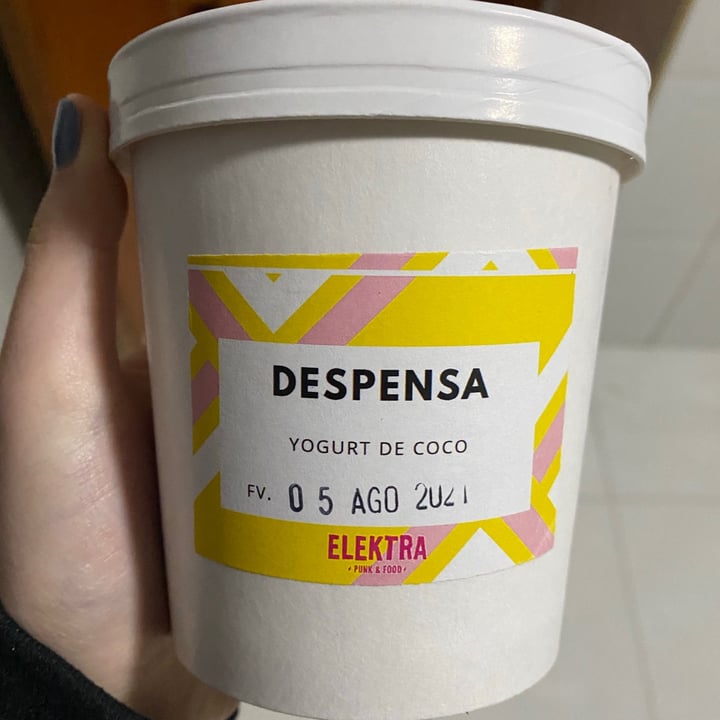 DESPENSA
YOGURT DE COCO
FV. 05 AGO 2021
ELEKTRA
PUNK & FOOD